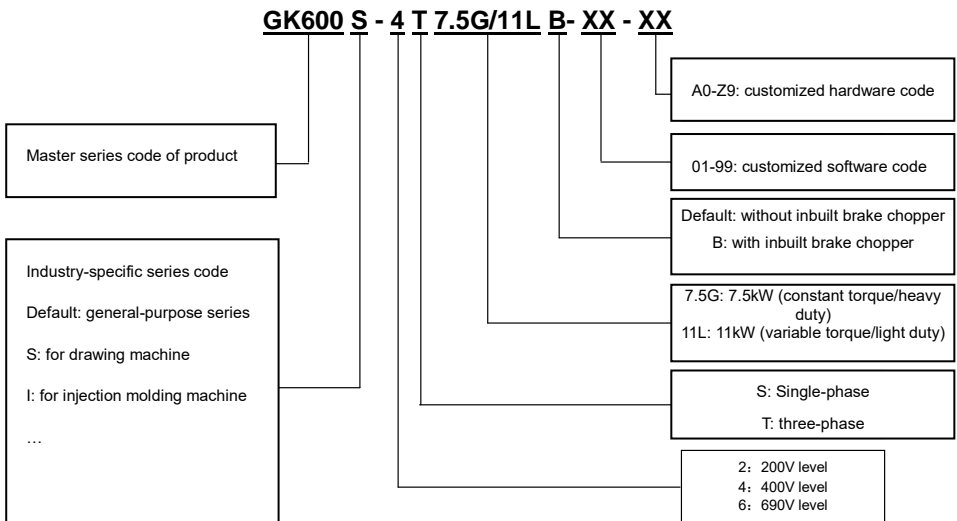 GK600 S - 4 T 7.5G/11L B- XX - XX
A0-Z9: customized hardware code
Master series code of product
01-99: customized software code
Default: without inbuilt brake chopper
B: with inbuilt brake chopper
Industry-specific series code
Default: general-purpose series
S: for drawing machine
I: for injection molding machine
…
7.5G: 7.5kW (constant torque/heavy
duty)
11L: 11kW (variable torque/light duty)
S: Single-phase
T: three-phase
2：200V level
4：400V level
6：690V level